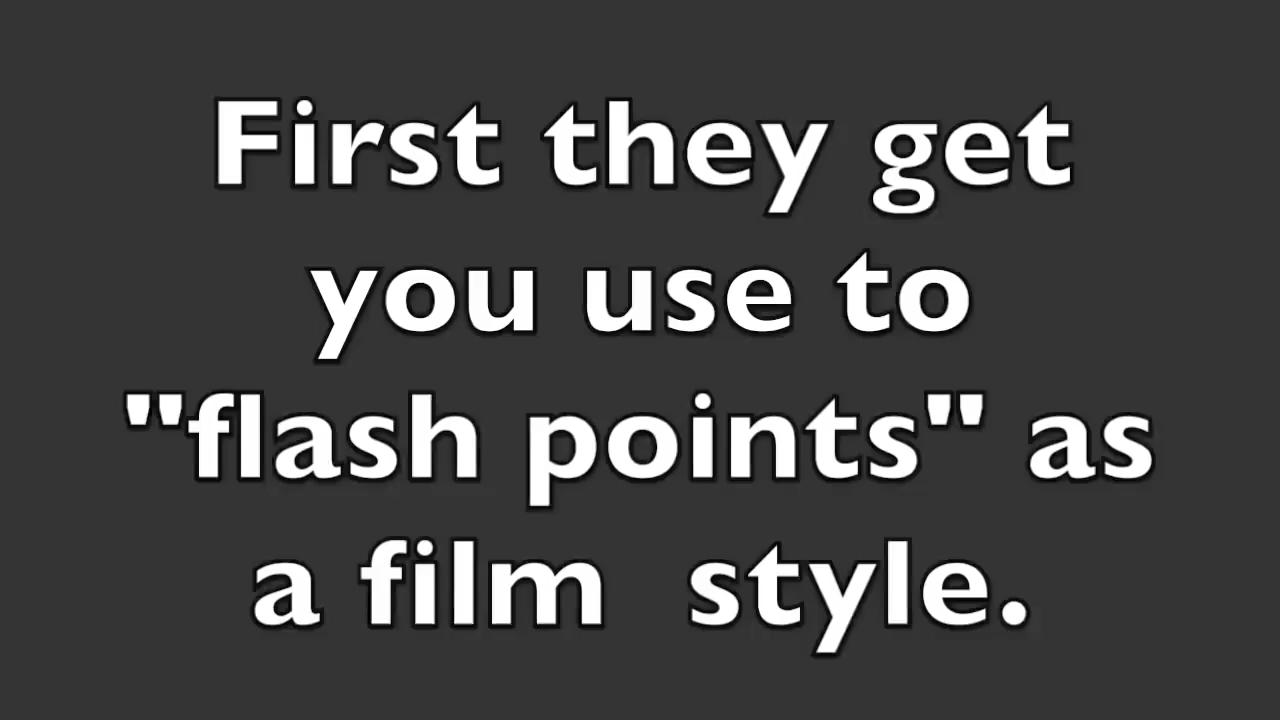 First they get
you use to
"flash points" as
a film  style.